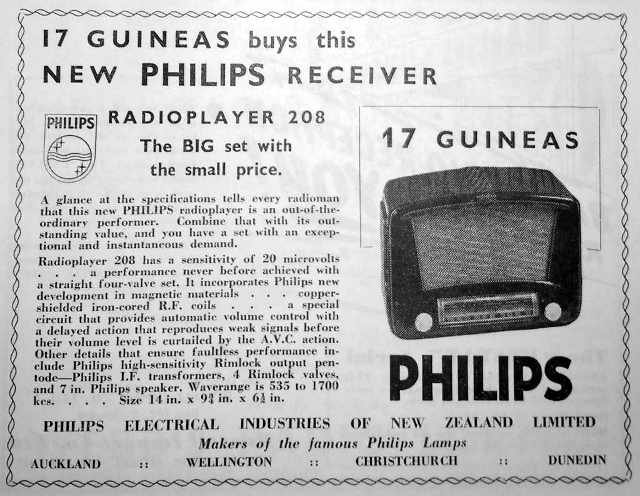 17 GUINEAS buys this
NEW PHILIPS RECEIVER
PHILIPS
RADIOPLAYER 208
The BIG set with
the small price.
A glance at the specifications tells every radioman
that this new PHILIPS radioplayer is an out-of-the-
ordinary performer. Combine that with its out-
standing value, and you have a set with an excep-
tional and instantaneous demand.
Radioplayer 208 has a sensitivity of 20 microvolts
. . . . a performance never before achieved with
a straight four-valve set. It incorporates Philips new
development in magnetic materials . . . . copper-
shielded iron-cored R.F. coils . . . . a special
circuit that provides automatic volume control with
a delayed action that reproduces weak signals before
their volume level is curtailed by the A.V.C. action.
Other details that ensure faultless performance in-
clude Philips high-sensitivity Rimlock output pen-
tode—Philips I.F. transformers, 4 Rimlock valves,
and 7 in. Philips speaker. Waverange is 535 to 1700
kcs. . . . . Size 14 in. x 9¾ in. x 6¼ in.
17 GUINEAS
PHILIPS
PHILIPS ELECTRICAL INDUSTRIES OF NEW ZEALAND LIMITED
Makers of the famous Philips Lamps
AUCKLAND :: WELLINGTON :: CHRISTCHURCH :: DUNEDIN